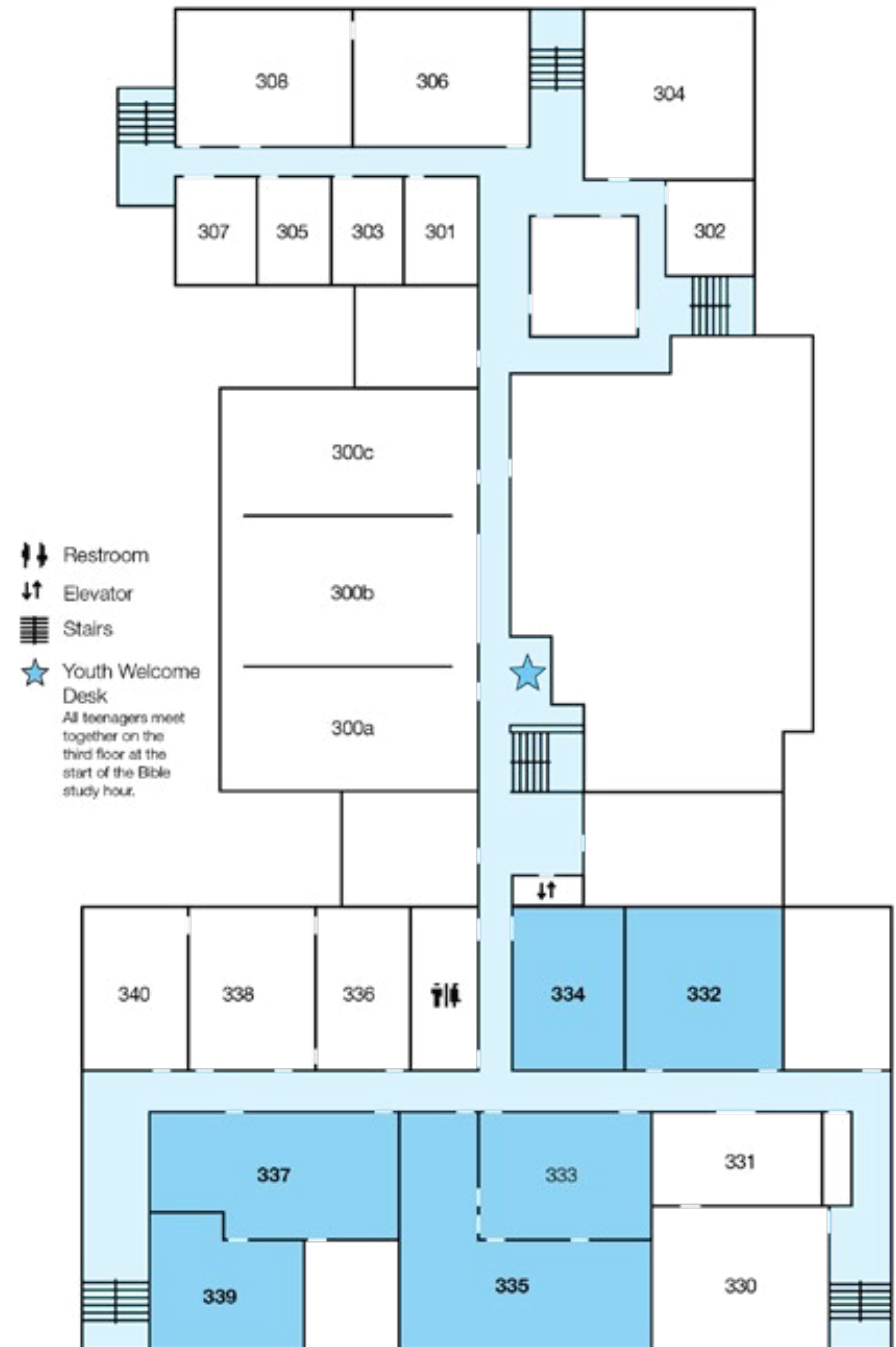 308
306
304
307
305
303
301
302
300c
300b
300a
Restroom
Elevator
Stairs
Youth Welcome
Desk
All teenagers meet
together on the
third floor at the
start of the Bible
study hour.
340
338
336
334
332
337
333
331
339
335
330